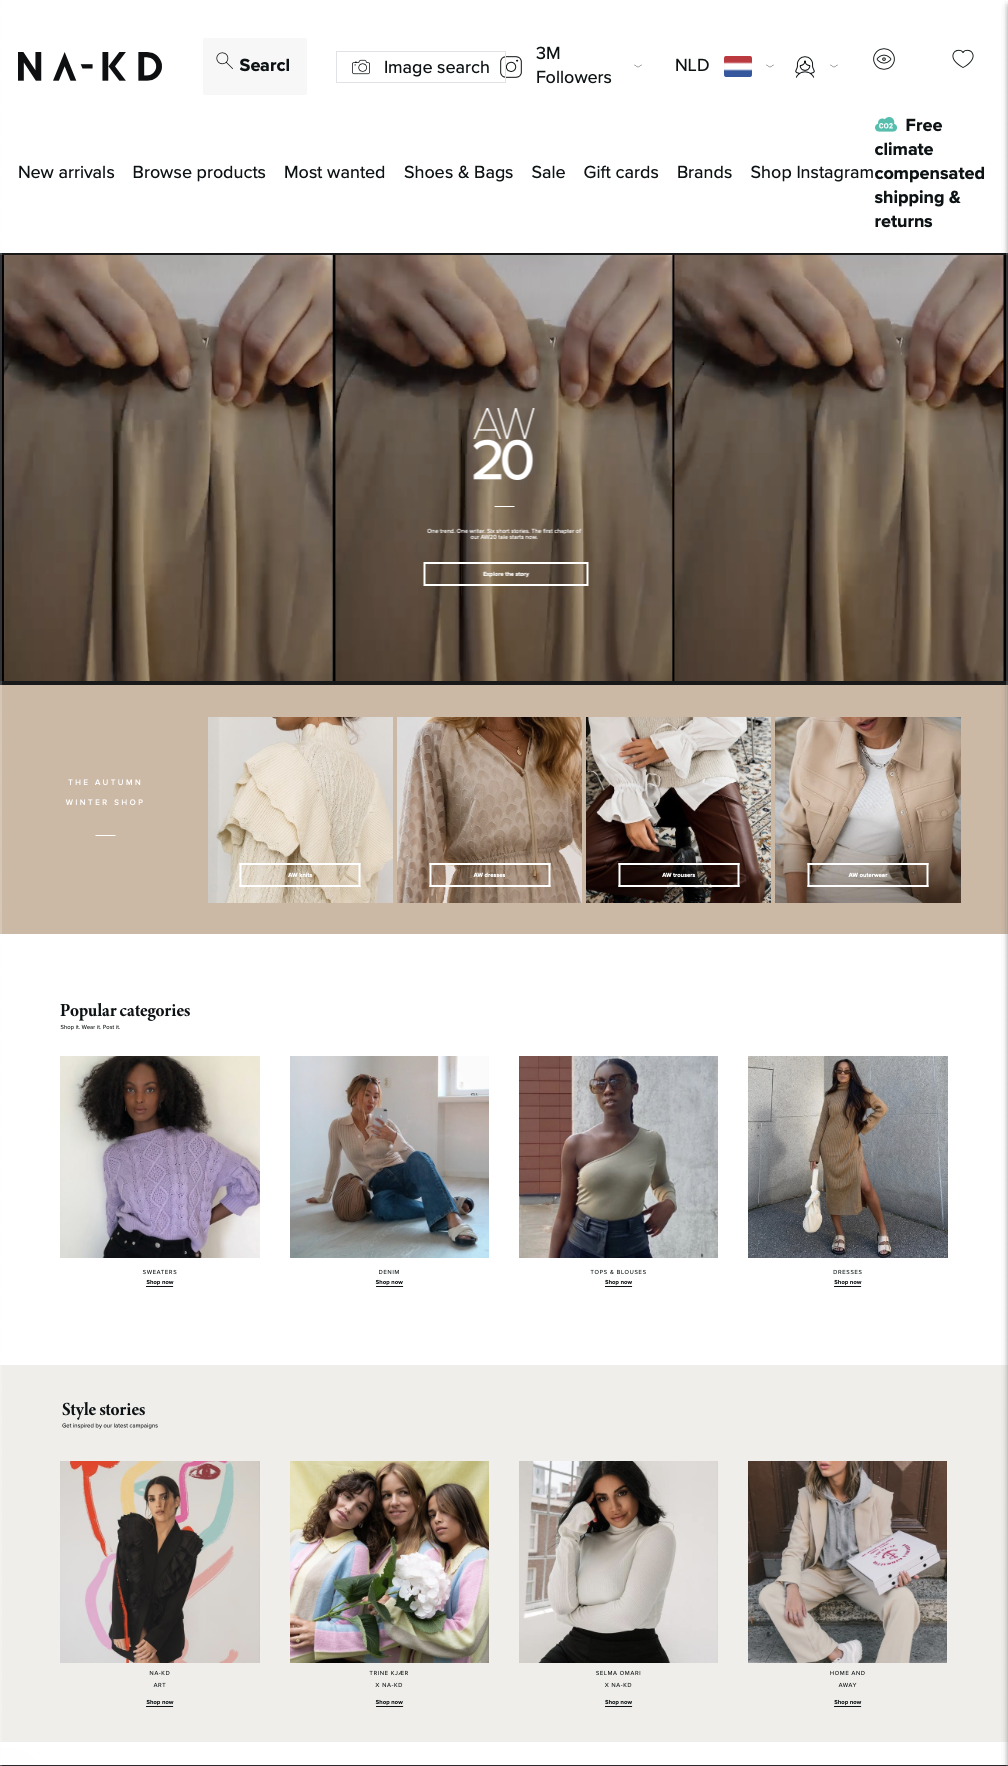 NA-KD
Searcl
Image search
3M
Followers
NLD
New arrivals
Browse products
Most wanted
Shoes & Bags
Sale
Gift cards
Brands
Shop Instagram
CO2 Free
climate
compensated
shipping &
returns
AW
20
One trend. One writer. Six short stories. The first chapter of
our AW20 tale starts now.
Explore the story
THE AUTUMN
WINTER SHOP
AW knits
AW dresses
AW trousers
AW outerwear
Popular categories
Shop it. Wear it. Post it.
SWEATERS
Shop now
DENIM
Shop now
TOPS & BLOUSES
Shop now
DRESSES
Shop now
Style stories
Get inspired by our latest campaigns
NA-KD
ART
Shop now
TRINE KJÆR
X NA-KD
Shop now
SELMA OMARI
X NA-KD
Shop now
HOME AND
AWAY
Shop now